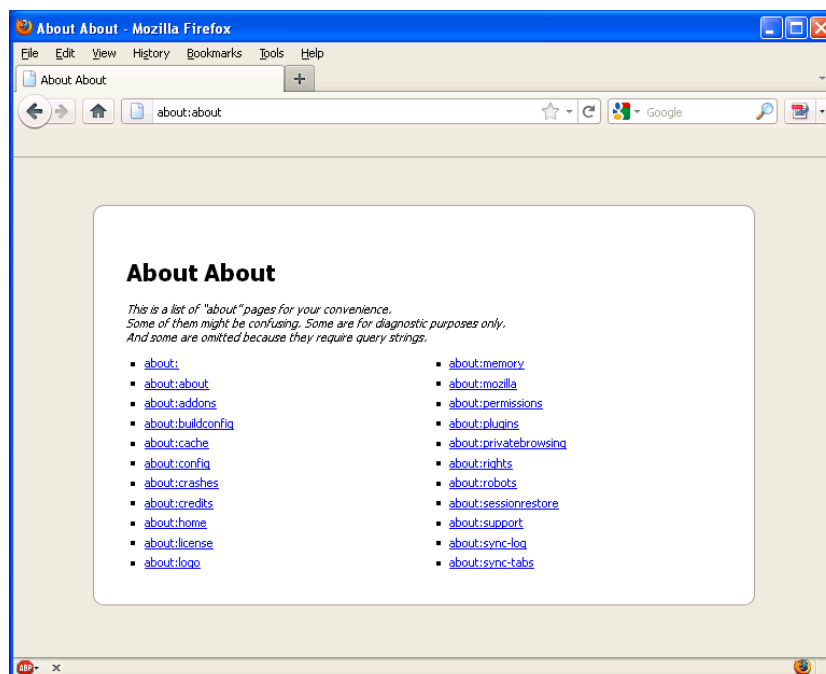 About About - Mozilla Firefox
File Edit View History Bookmarks Tools Help
About About
about:about
Google
About About
This is a list of "about" pages for your convenience.
Some of them might be confusing. Some are for diagnostic purposes only.
And some are omitted because they require query strings.
about:
about:about
about:addons
about:buildconfig
about:cache
about:config
about:crashes
about:credits
about:home
about:license
about:logo
about:memory
about:mozilla
about:permissions
about:plugins
about:privatebrowsing
about:rights
about:robots
about:sessionrestore
about:support
about:sync-log
about:sync-tabs
ABP